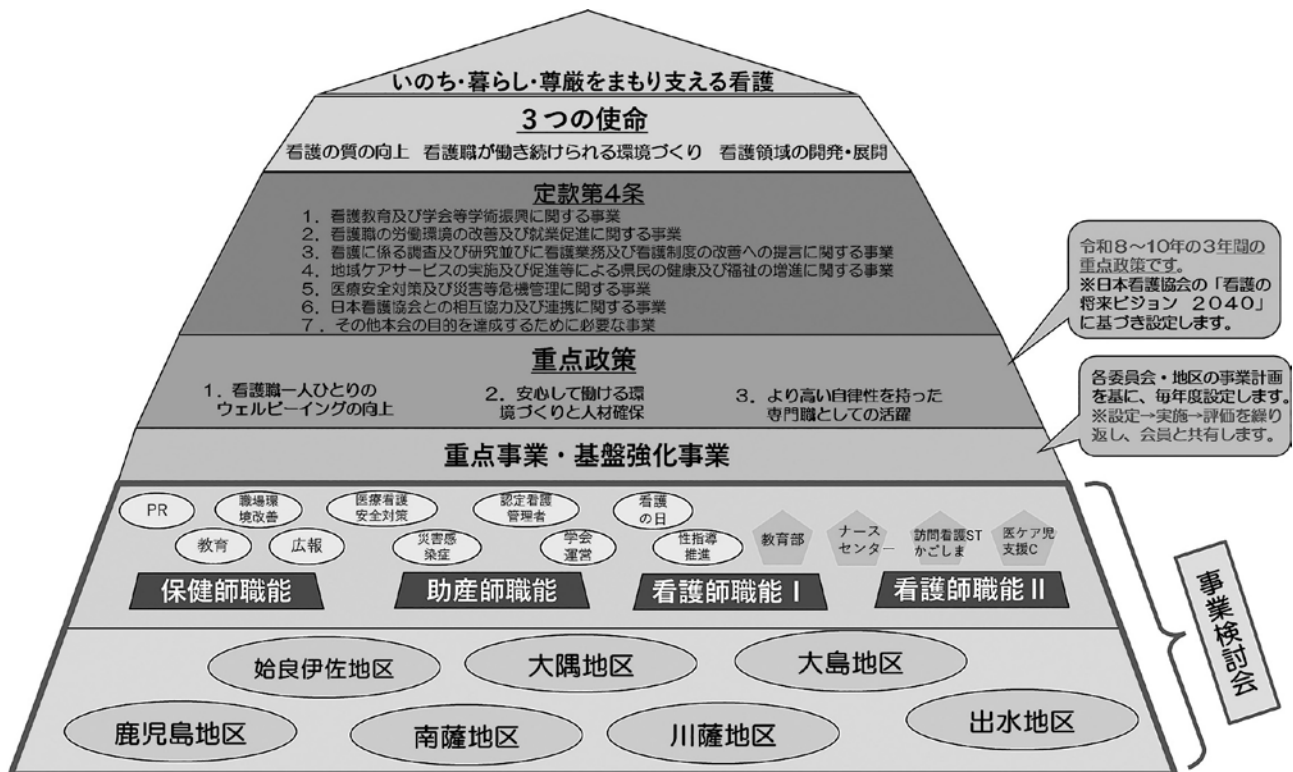 いのち・暮らし・尊厳をまもり支える看護
３つの使命
看護の質の向上　看護職が働き続けられる環境づくり　看護領域の開発・展開
定款第4条
１．看護教育及び学会等学術振興に関する事業
２．看護職の労働環境の改善及び就業促進に関する事業
３．看護に係る調査及び研究並びに看護業務及び看護制度の改善への提言に関する事業
４．地域ケアサービスの実施及び促進等による県民の健康及び福祉の増進に関する事業
５．医療安全対策及び災害等危機管理に関する事業
６．日本看護協会との相互協力及び連携に関する事業
７．その他本会の目的を達成するために必要な事業
令和８～10年の３年間の
重点政策です。
※日本看護協会の「看護の
将来ビジョン ２０４０」
に基づき設定します。
重点政策
１．看護職一人ひとりの
ウェルビーイングの向上
２．安心して働ける環
境づくりと人材確保
３．より高い自律性を持った
専門職としての活躍
各委員会・地区の事業計画
を基に、毎年度設定します。
※設定→実施→評価を繰り
返し、会員と共有します。
重点事業・基盤強化事業
PR
職場環
境改善
医療看護
安全対策
認定看護
管理者
看護
の日
教育
広報
災害感
染症
学会
運営
性指導
推進
教育部
ナース
センター
訪問看護ST
かごしま
医ケア児
支援C
保健師職能
助産師職能
看護師職能Ⅰ
看護師職能Ⅱ
事業検討会
姶良伊佐地区
大隅地区
大島地区
鹿児島地区
南薩地区
川薩地区
出水地区